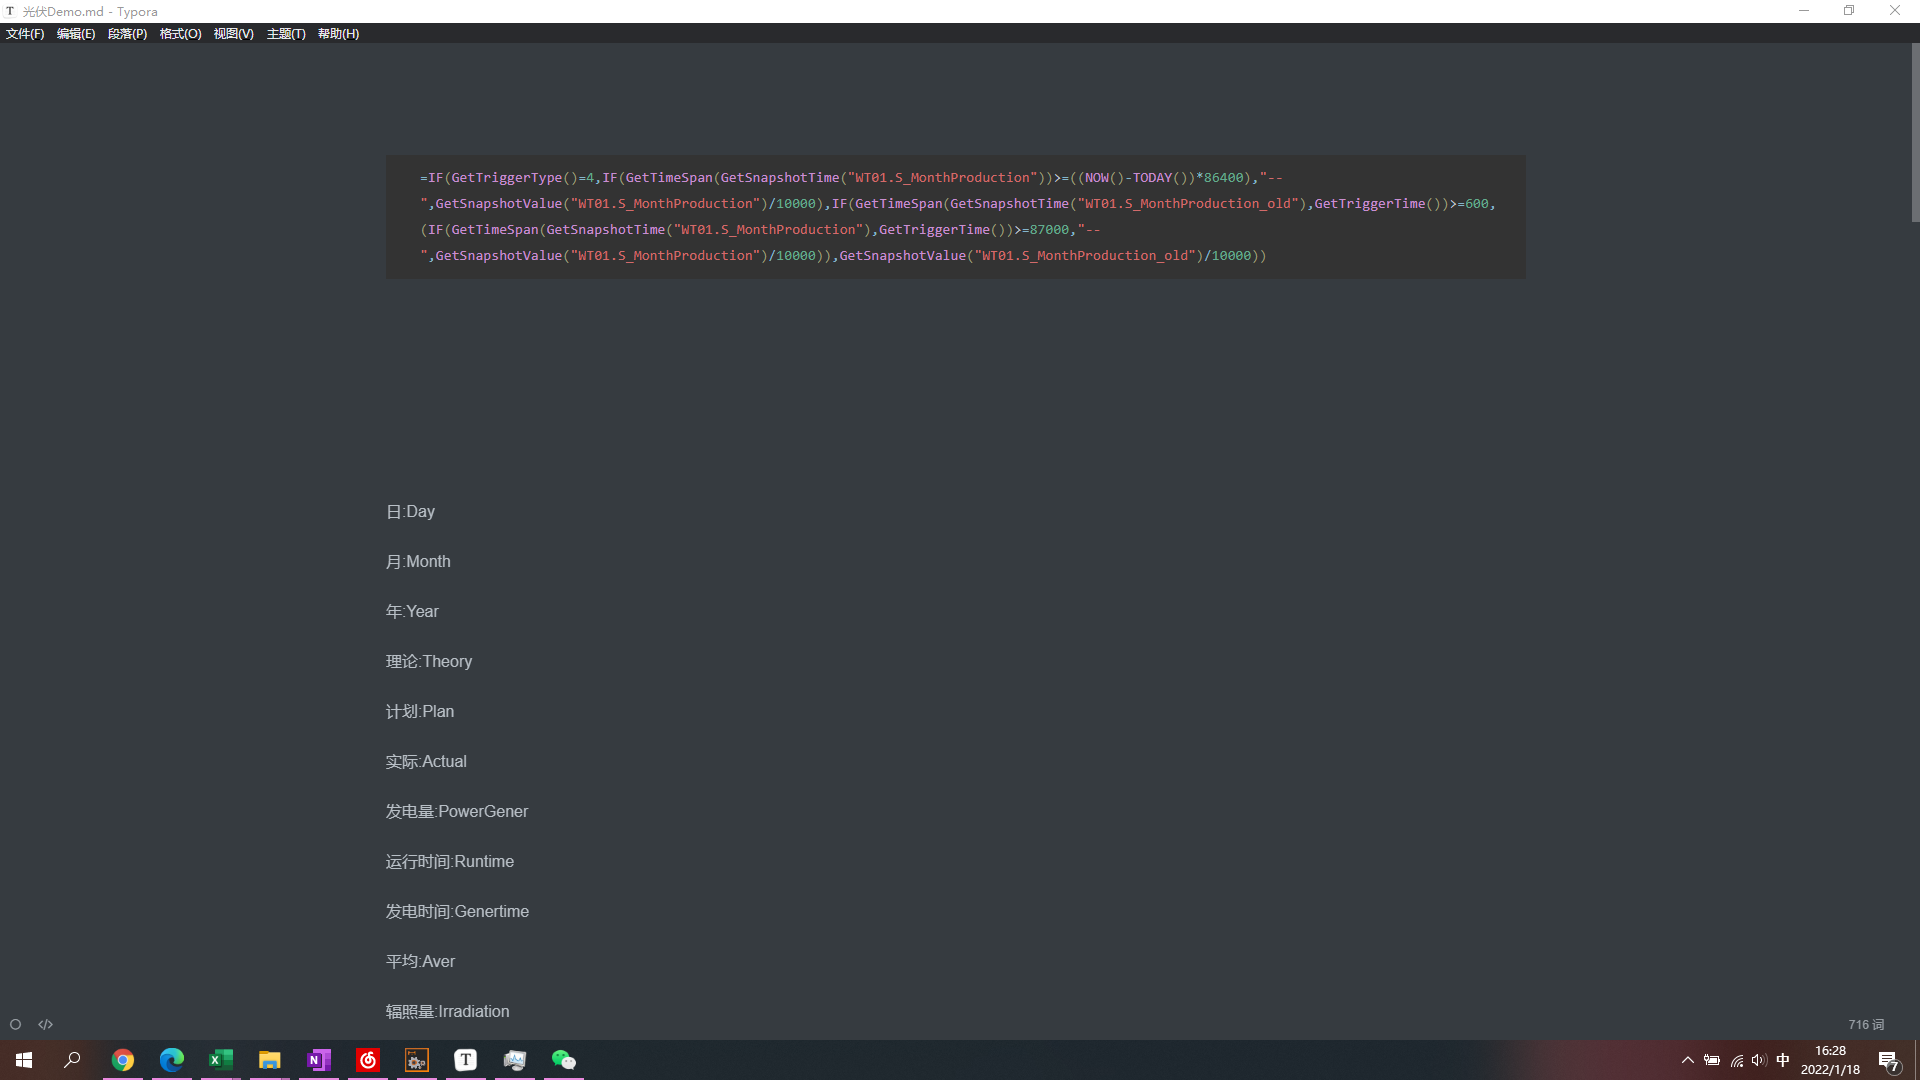 光伏Demo.md - Typora
文件(F) 编辑(E) 段落(P) 格式(O) 视图(V) 主题(T) 帮助(H)
=IF(GetTriggerType()=4,IF(GetTimeSpan(GetSnapshotTime("WT01.S_MonthProduction"))>=((NOW()-TODAY())*86400),"--
",GetSnapshotValue("WT01.S_MonthProduction")/10000),IF(GetTimeSpan(GetSnapshotTime("WT01.S_MonthProduction_old"),GetTriggerTime())>=600,
(IF(GetTimeSpan(GetSnapshotTime("WT01.S_MonthProduction"),GetTriggerTime())>=87000,"--
",GetSnapshotValue("WT01.S_MonthProduction")/10000)),GetSnapshotValue("WT01.S_MonthProduction_old")/10000))
日:Day
月:Month
年:Year
理论:Theory
计划:Plan
实际:Actual
发电量:PowerGener
运行时间:Runtime
发电时间:Genertime
平均:Aver
辐照量:Irradiation
716 词
中
16:28
2022/1/18
7